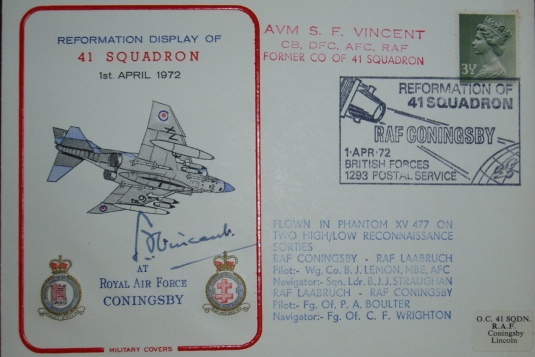 REFORMATION DISPLAY OF
41 SQUADRON
1st. APRIL 1972
AT
ROYAL AIR FORCE
CONINGSBY
MILITARY COVERS
AVM S. F. VINCENT
CB, DFC, AFC, RAF
FORMER CO OF 41 SQUADRON
3½
REFORMATION OF
41 SQUADRON
RAF CONINGSBY
1·APR·72
BRITISH FORCES
1293 POSTAL SERVICE
FLOWN IN PHANTOM XV 477 ON
TWO HIGH/LOW RECONNAISSANCE
SORTIES
RAF CONINGSBY - RAF LAABRUCH
Pilot:- Wg. Co. B. J. LEMON, MBE, AFC
Navigator:- Sqn. Ldr. B. J. J. STRAUGHAN
RAF LAABRUCH - RAF CONINGSBY
Pilot:- Fg. Of. P. A. BOULTER
Navigator:- Fg. Of. C. F. WRIGHTON
O.C. 41 SQDN.
R.A.F.
Coningsby
Lincoln